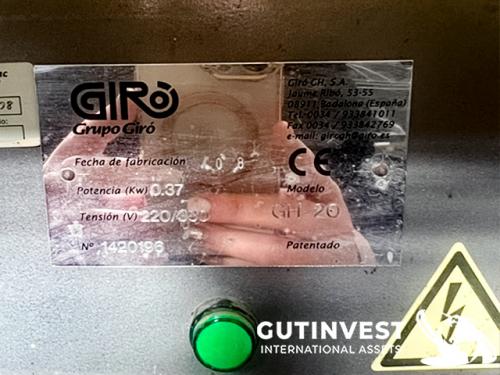 GIRÒ
Grupo Giró
Giró GH, S.A.
Jaume Ribó, 53-55
08911 Badalona (España)
Tel. 0034 / 933841011
Fax 0034 / 933842769
e-mail: girogh@giro.es
Fecha de fabricación
CE
Potencia (Kw) 0.37
Modelo
Tensión (V) 220/380
GH 20
Nº 1420196
Patentado
GUTINVEST
INTERNATIONAL ASSETS